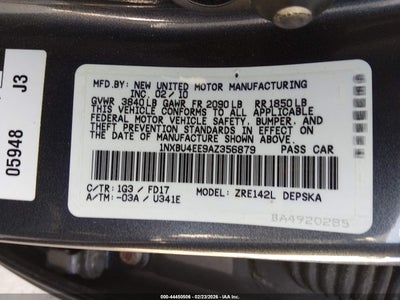 MFD.BY: NEW UNITED MOTOR MANUFACTURING
INC. 02/10
GVWR 3840LB GAWR FR 2090LB RR1850LB
THIS VEHICLE CONFORMS TO ALL APPLICABLE
FEDERAL MOTOR VEHICLE SAFETY, BUMPER, AND
THEFT PREVENTION STANDARDS IN EFFECT ON
THE DATE OF MANUFACTURE SHOWN ABOVE.
1NXBU4EE9AZ356879 PASS CAR
C/TR: 1G3 / FD17 MODEL: ZRE142L DEPSKA
A/TM: -03A / U341E
BA4920285
05948 J3
000-44450506 - 02/23/2026 - IAA Inc.